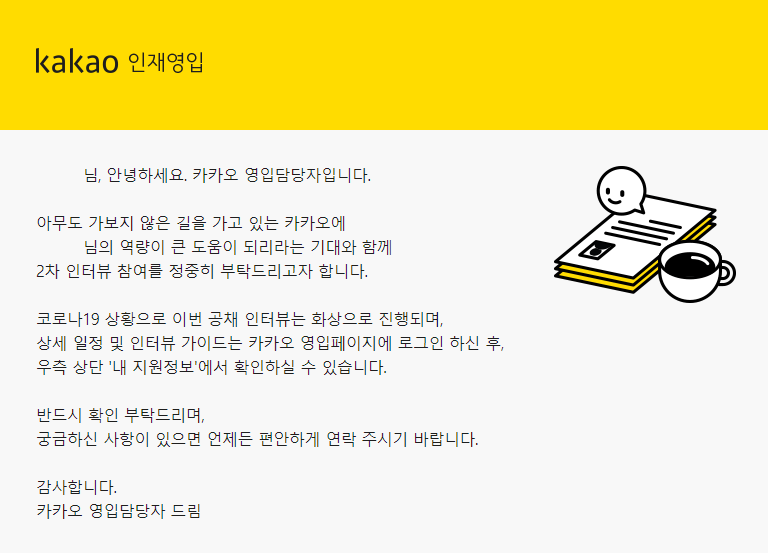 kakao 인재영입
님, 안녕하세요. 카카오 영입담당자입니다.
아무도 가보지 않은 길을 가고 있는 카카오에
님의 역량이 큰 도움이 되리라는 기대와 함께
2차 인터뷰 참여를 정중히 부탁드리고자 합니다.
코로나19 상황으로 이번 공채 인터뷰는 화상으로 진행되며,
상세 일정 및 인터뷰 가이드는 카카오 영입페이지에 로그인 하신 후,
우측 상단 '내 지원정보'에서 확인하실 수 있습니다.
반드시 확인 부탁드리며,
궁금하신 사항이 있으면 언제든 편안하게 연락 주시기 바랍니다.
감사합니다.
카카오 영입담당자 드림